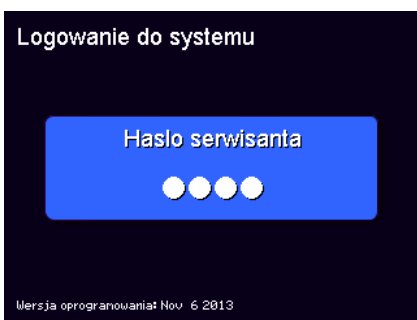 Logowanie do systemu
Haslo serwisanta
Wersja oprogramowania: Nov 6 2013